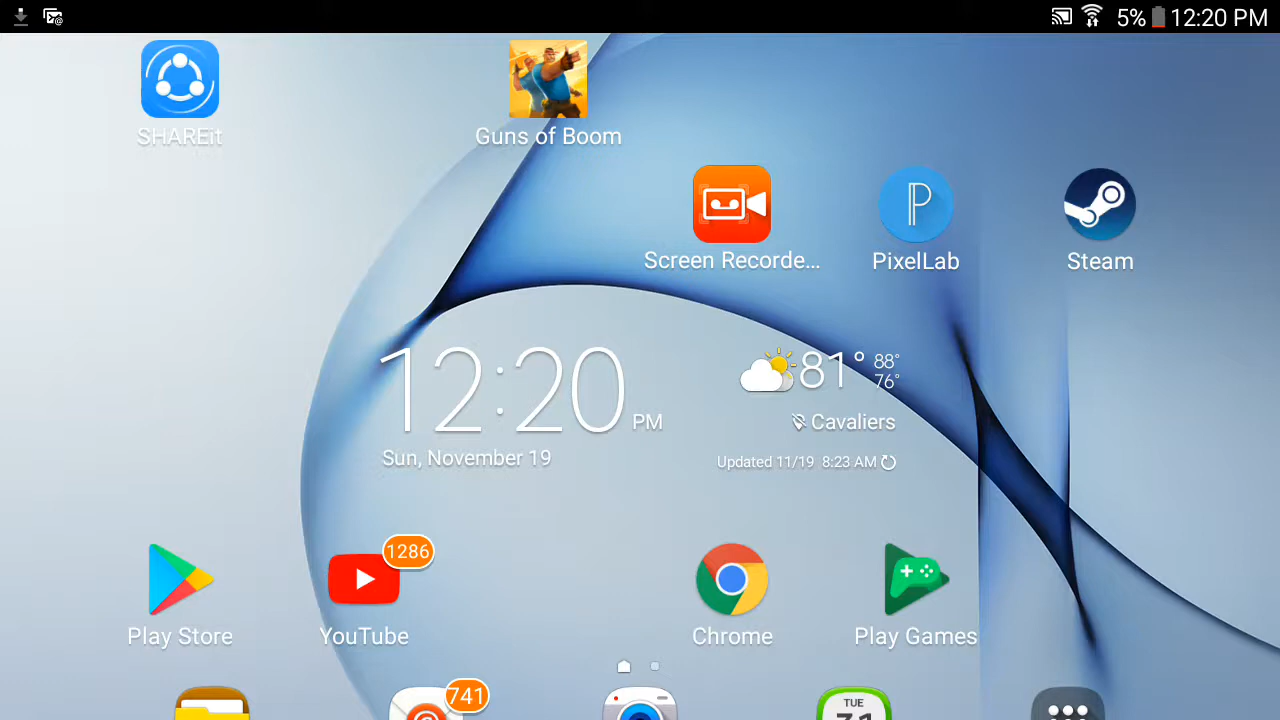 5% 12:20 PM
SHAREit
Guns of Boom
Screen Recorde...
PixelLab
Steam
12:20 PM
Sun, November 19
81° 88°
76°
Cavaliers
Updated 11/19 8:23 AM
1286
Play Store
YouTube
Chrome
Play Games
741
TUE
31